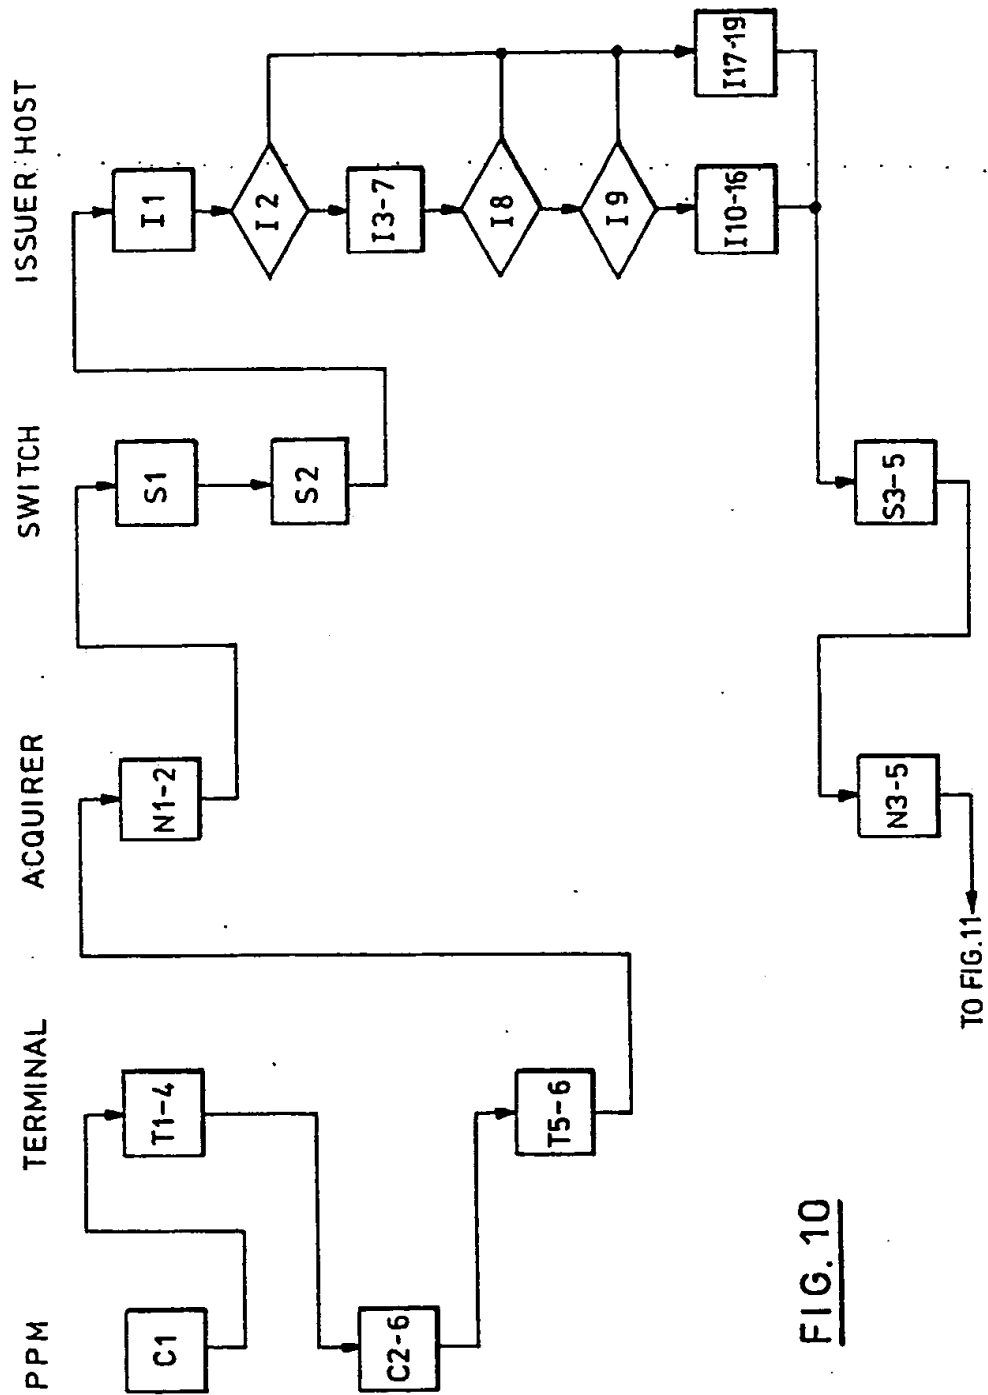 PPM
TERMINAL
ACQUIRER
SWITCH
ISSUER HOST
C1
T1-4
C2-6
T5-6
N1-2
S1
S2
I1
I2
I3-7
I8
I9
I10-16
I17-19
S3-5
N3-5
TO FIG.11
FIG. 10